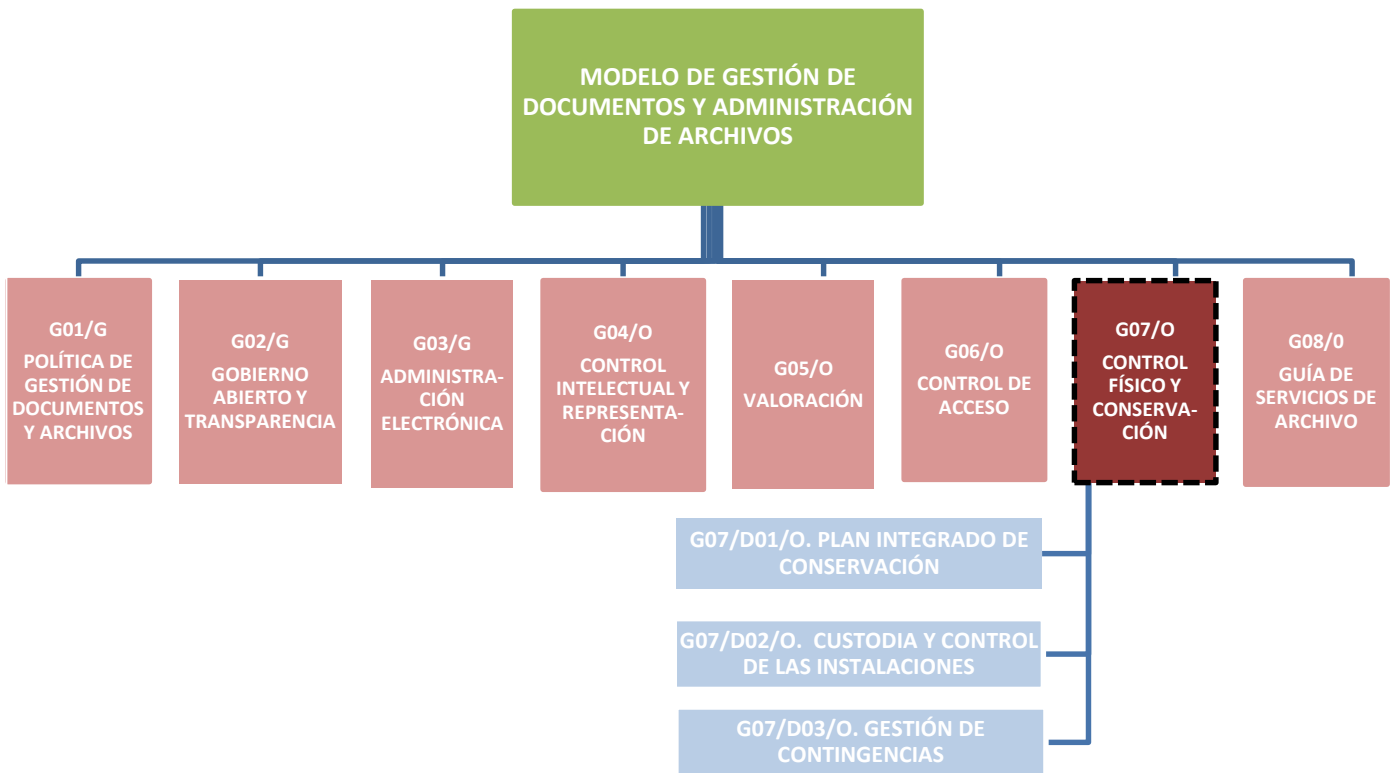 MODELO DE GESTIÓN DE
DOCUMENTOS Y ADMINISTRACIÓN
DE ARCHIVOS
G01/G
POLÍTICA DE
GESTIÓN DE
DOCUMENTOS
Y ARCHIVOS
G02/G
GOBIERNO
ABIERTO Y
TRANSPARENCIA
G03/G
ADMINISTRA-
CIÓN
ELECTRÓNICA
G04/O
CONTROL
INTELECTUAL Y
REPRESENTA-
CIÓN
G05/O
VALORACIÓN
G06/O
CONTROL DE
ACCESO
G07/O
CONTROL
FÍSICO Y
CONSERVA-
CIÓN
G08/0
GUÍA DE
SERVICIOS DE
ARCHIVO
G07/D01/O. PLAN INTEGRADO DE
CONSERVACIÓN
G07/D02/O. CUSTODIA Y CONTROL
DE LAS INSTALACIONES
G07/D03/O. GESTIÓN DE
CONTINGENCIAS